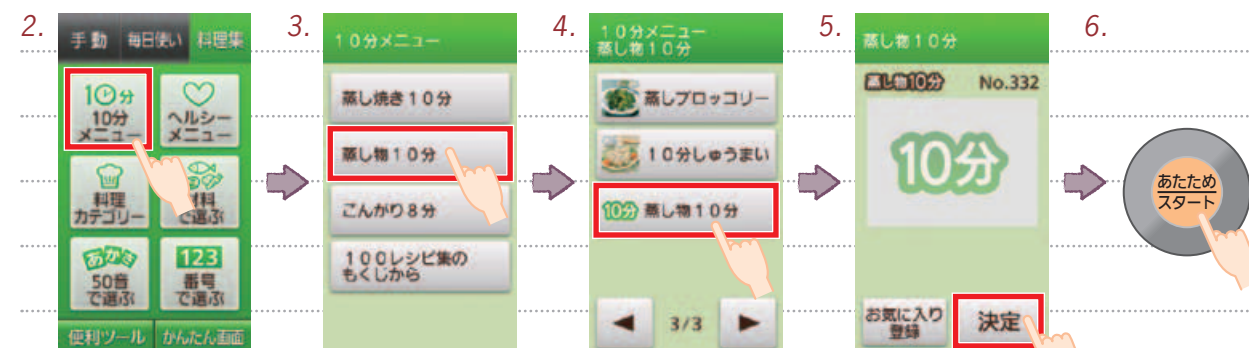 2.
手動 毎日使い 料理集
10分
10分
メニュー
ヘルシー
メニュー
料理
カテゴリー
材料
で選ぶ
あかさ
50音
で選ぶ
123
番号
で選ぶ
便利ツール かんたん画面
3.
10分メニュー
蒸し焼き10分
蒸し物10分
こんがり8分
100レシピ集の
もくじから
4.
10分メニュー
蒸し物10分
蒸しブロッコリー
10分しゅうまい
10分 蒸し物10分
3/3
5.
蒸し物10分
蒸し物10分 No.332
10分
お気に入り
登録
決定
6.
あたため
スタート